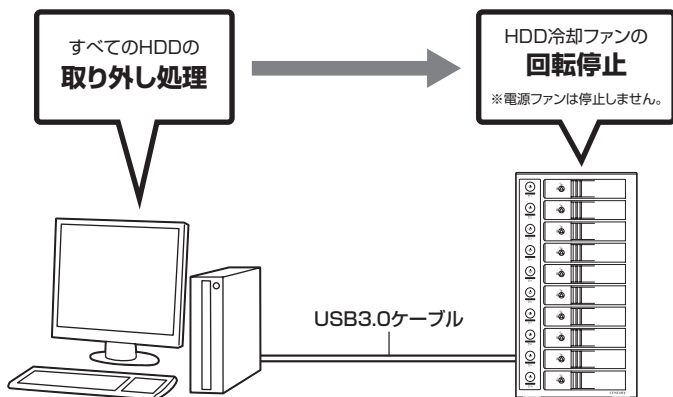 すべてのHDDの
取り外し処理
HDD冷却ファンの
回転停止
※電源ファンは停止しません。
USB3.0ケーブル